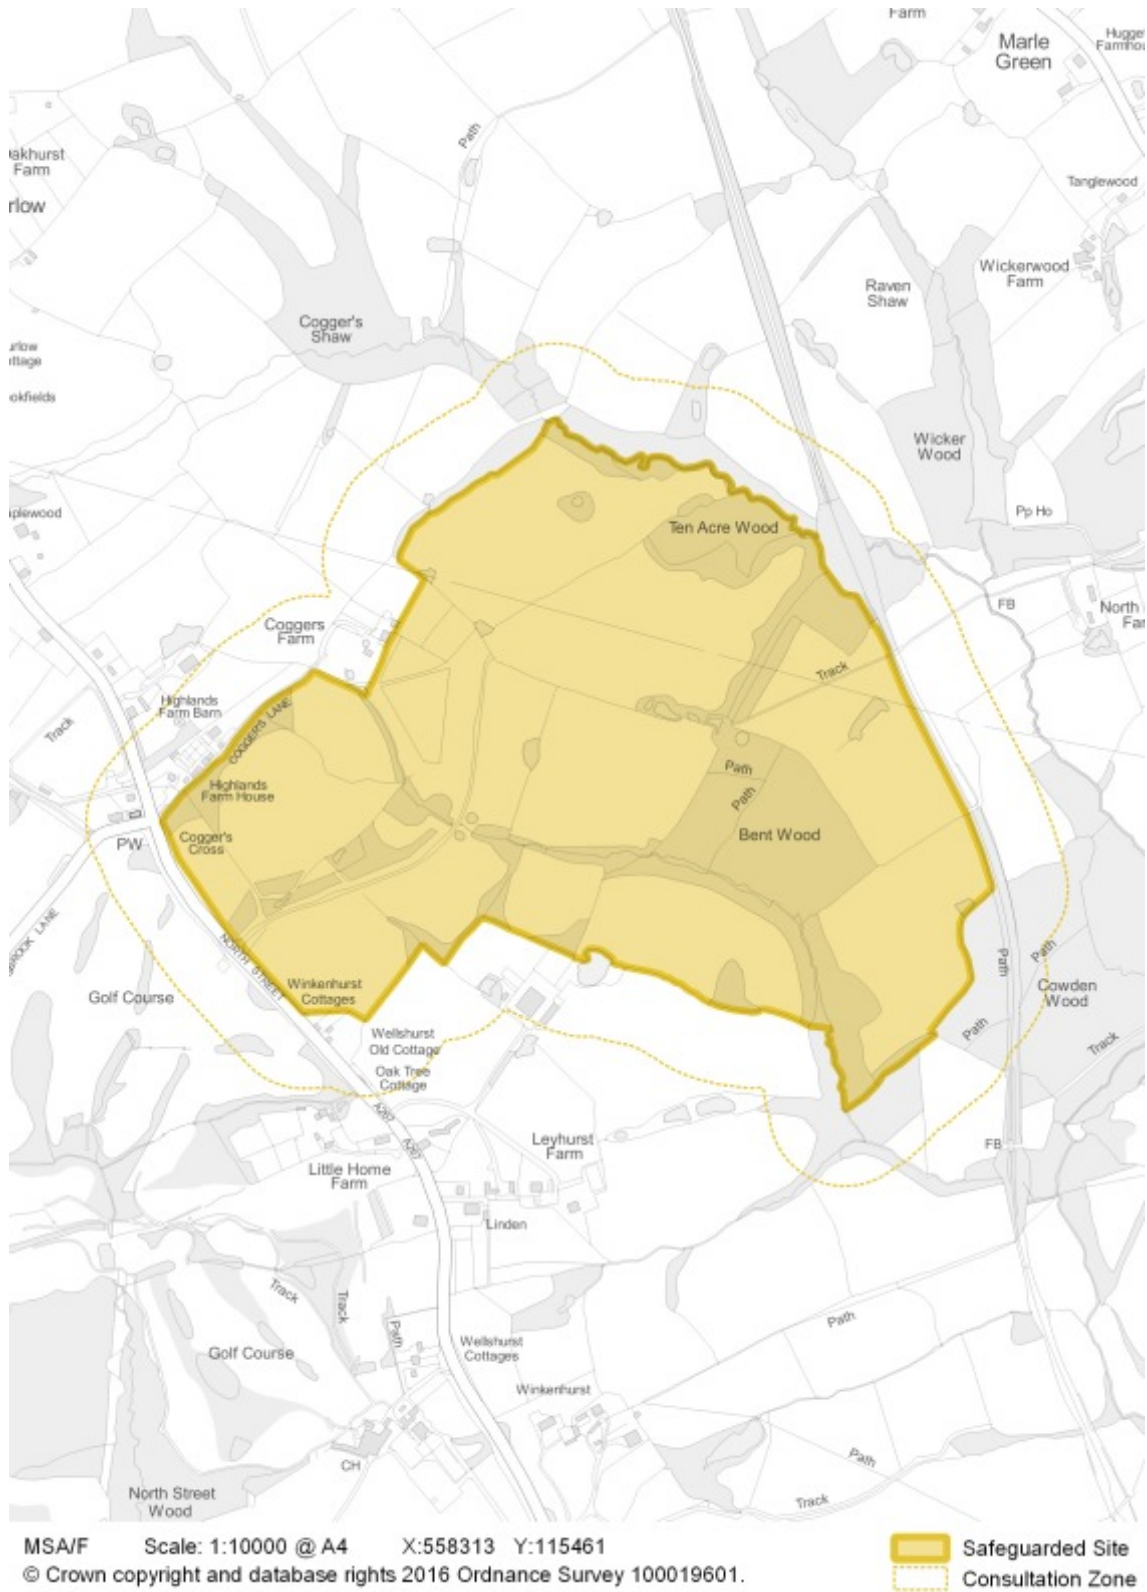 Farm
Marle
Green
Path
Tanglewood
Wickerwood
Farm
Raven
Shaw
Cogger's
Shaw
Wicker
Wood
Pp Ho
Ten Acre Wood
FB
North
Coggers
Farm
Track
Highlands
Farm Barn
COGGERS LANE
Track
Highlands
Farm House
Path
Path
Bent Wood
Cogger's
Cross
PW
NORTH STREET
Golf Course
Winkenhurst
Cottages
Path
Path
Cowden
Wood
Path
Track
Wellshurst
Old Cottage
Oak Tree
Cottage
A267
A267
Leyhurst
Farm
FB
Little Home
Farm
Linden
Track
Track
Path
Path
Golf Course
Wellshurst
Cottages
Winkenhurst
CH
Path
North Street
Wood
Track
MSA/F Scale: 1:10000 @ A4 X:558313 Y:115461
© Crown copyright and database rights 2016 Ordnance Survey 100019601.
Safeguarded Site
Consultation Zone